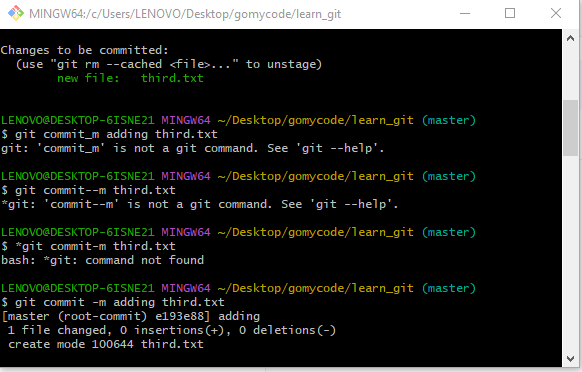 MINGW64:/c/Users/LENOVO/Desktop/gomycode/learn_git
Changes to be committed:
  (use "git rm --cached <file>..." to unstage)
        new file:   third.txt
LENOVO@DESKTOP-6ISNE21 MINGW64 ~/Desktop/gomycode/learn_git (master)
$ git commit_m adding third.txt
git: 'commit_m' is not a git command. See 'git --help'.
LENOVO@DESKTOP-6ISNE21 MINGW64 ~/Desktop/gomycode/learn_git (master)
$ git commit--m third.txt
*git: 'commit--m' is not a git command. See 'git --help'.
LENOVO@DESKTOP-6ISNE21 MINGW64 ~/Desktop/gomycode/learn_git (master)
$ *git commit-m third.txt
bash: *git: command not found
LENOVO@DESKTOP-6ISNE21 MINGW64 ~/Desktop/gomycode/learn_git (master)
$ git commit -m adding third.txt
[master (root-commit) e193e88] adding
 1 file changed, 0 insertions(+), 0 deletions(-)
 create mode 100644 third.txt